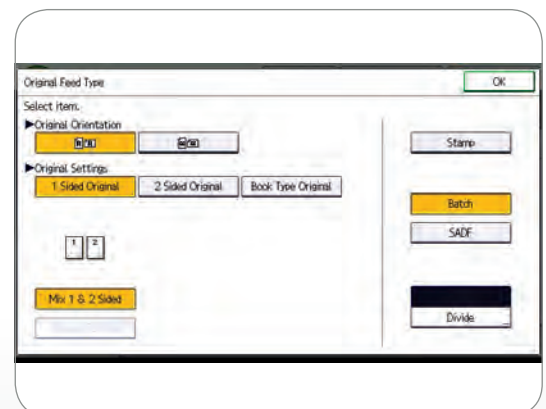 Original Feed Type
OK
Select item.
►Original Orientation
Stamp
►Original Settings
1 Sided Original
2 Sided Original
Book Type Original
Batch
SADF
1 2
Mix 1 & 2 Sided
Divide